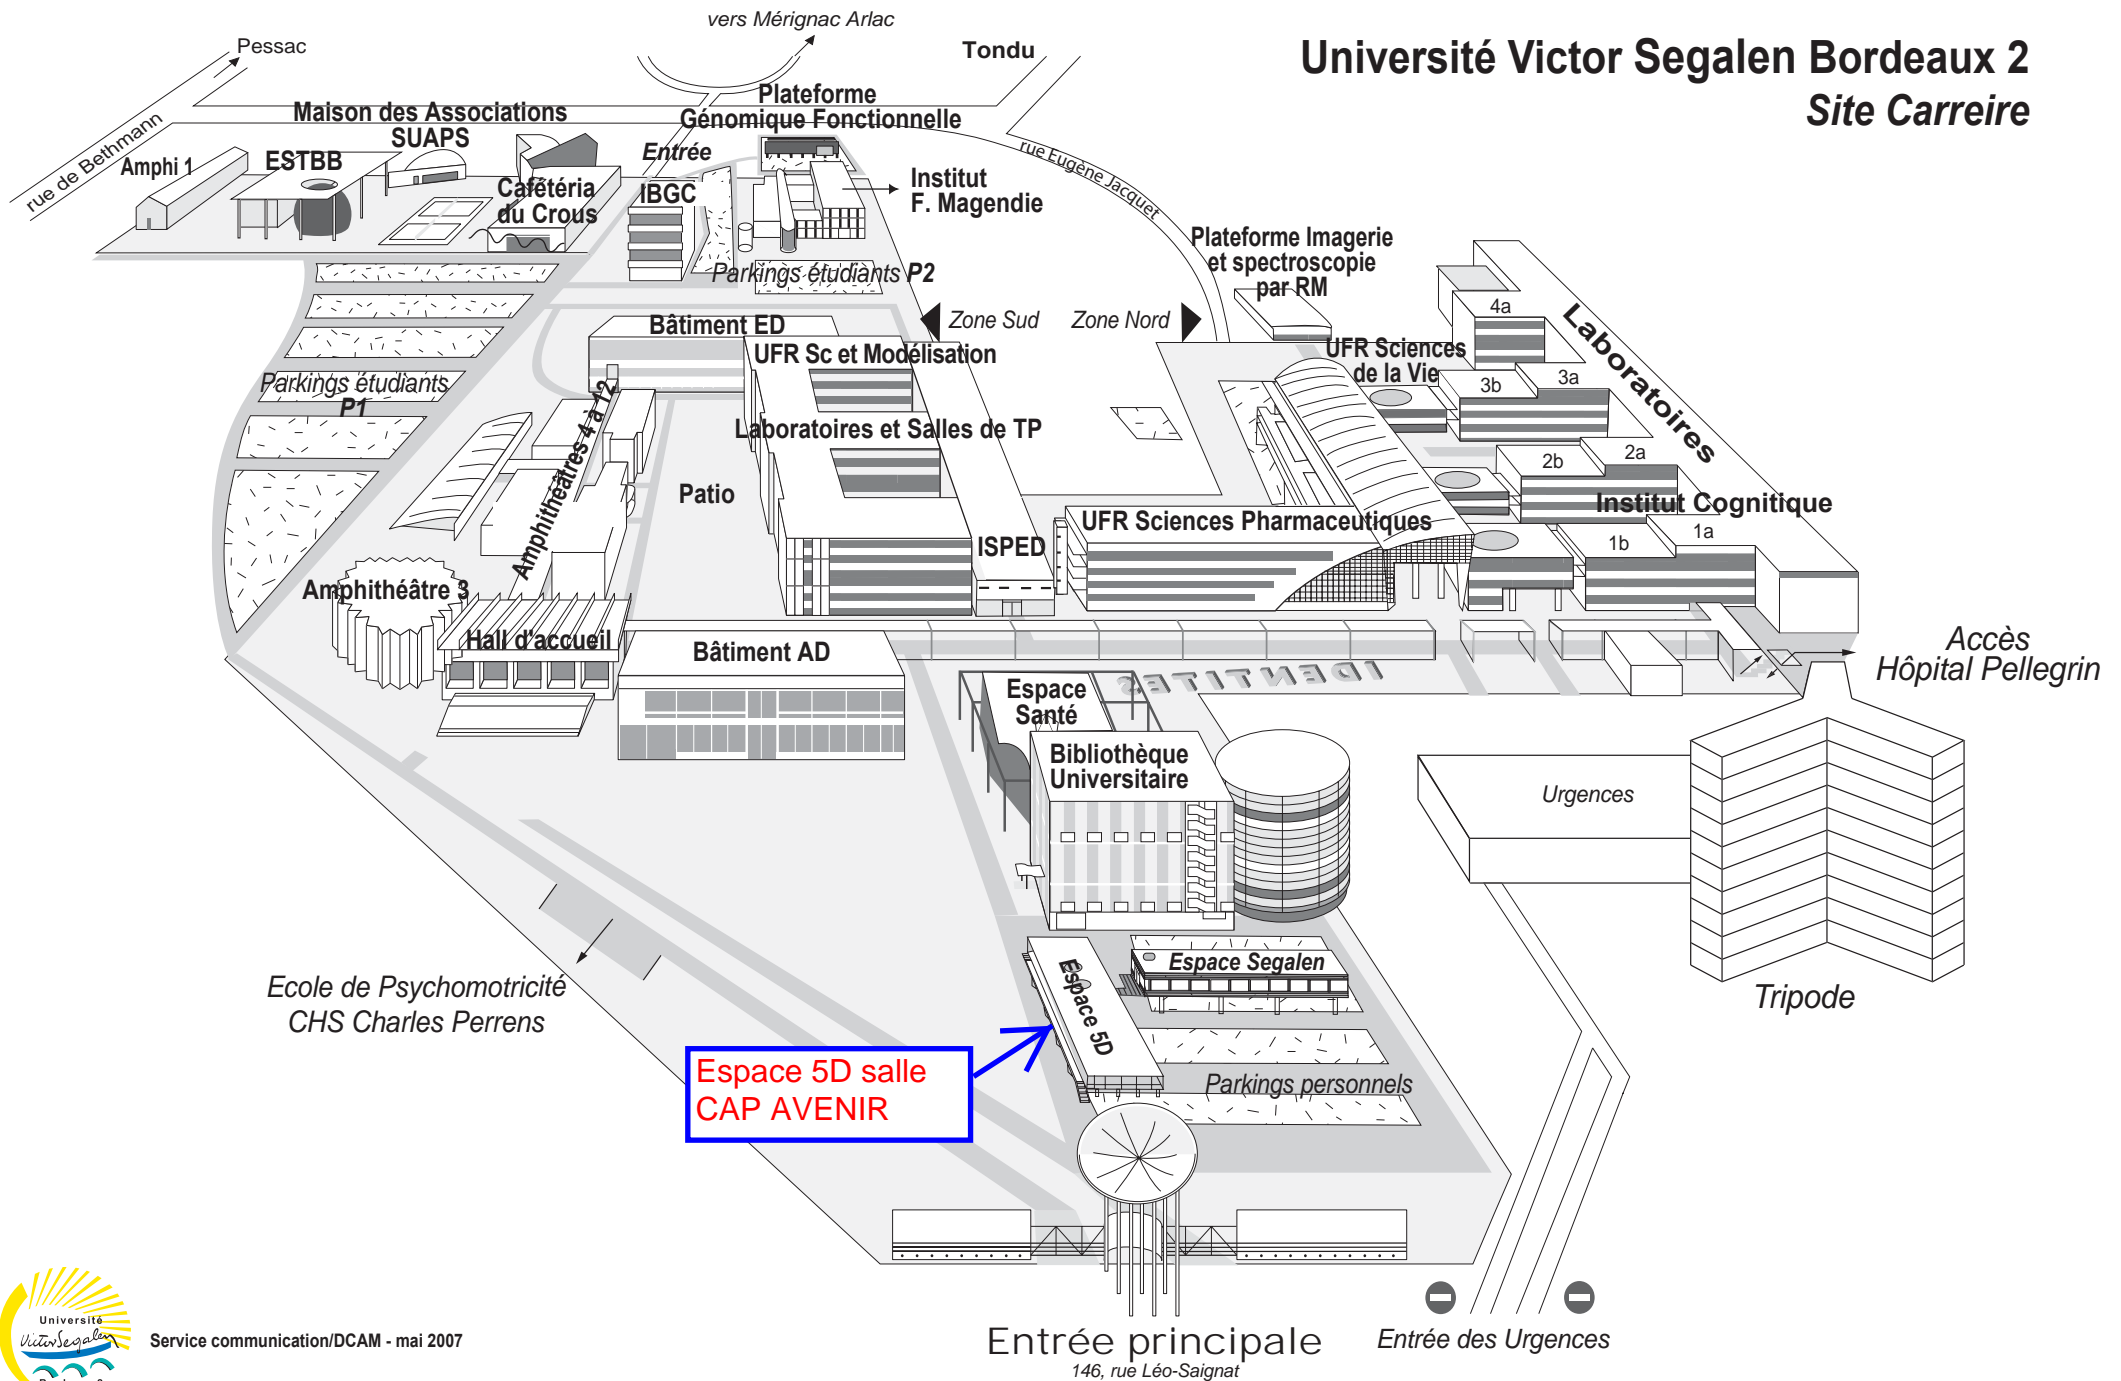 vers Mérignac Arlac
Pessac
Tondu
Université Victor Segalen Bordeaux 2
Site Carreire
rue de Bethmann
Maison des Associations
SUAPS
Plateforme
Génomique Fonctionnelle
Amphi 1
ESTBB
Entrée
rue Eugène Jacquet
Cafétéria
du Crous
IBGC
Institut
F. Magendie
Parkings étudiants P2
Plateforme Imagerie
et spectroscopie
par RM
Zone Sud
Zone Nord
4a
Laboratoires
Bâtiment ED
UFR Sc et Modélisation
UFR Sciences
de la Vie
3b
3a
Parkings étudiants
P1
Amphithéâtres 4 à 12
Laboratoires et Salles de TP
2b
2a
Patio
Institut Cognitique
UFR Sciences Pharmaceutiques
ISPED
1b
1a
Amphithéâtre 3
Hall d'accueil
Bâtiment AD
IDENTITES
Accès
Hôpital Pellegrin
Espace
Santé
Bibliothèque
Universitaire
Urgences
Espace Segalen
Espace 5D
Tripode
Ecole de Psychomotricité
CHS Charles Perrens
Espace 5D salle
CAP AVENIR
Parkings personnels
Entrée principale
146, rue Léo-Saignat
Entrée des Urgences
Université
Victor Segalen
Service communication/DCAM - mai 2007